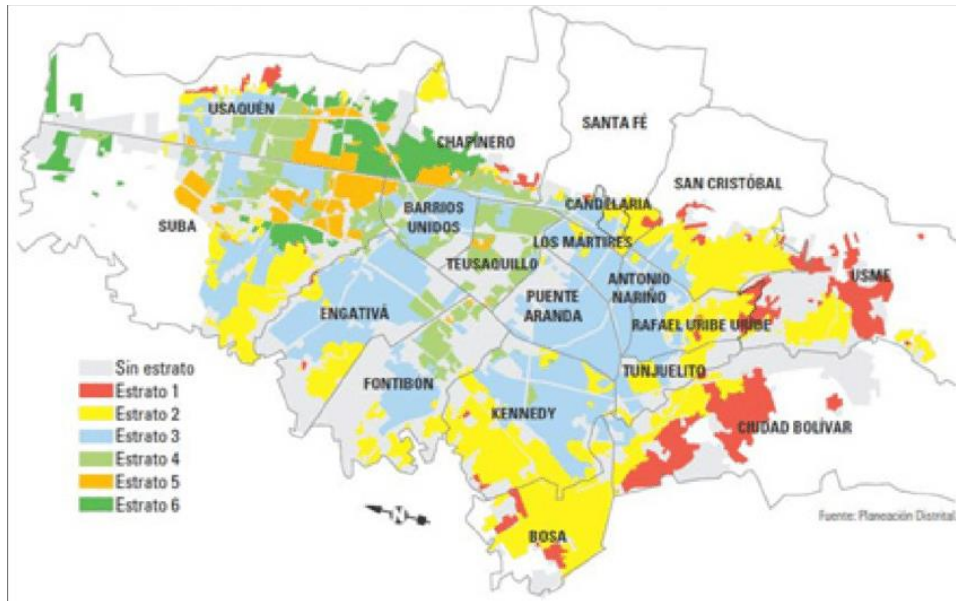 SANTA FÉ
USAQUÉN
CHAPINERO
SAN CRISTÓBAL
CANDELARIA
BARRIOS
UNIDOS
SUBA
LOS MÁRTIRES
TEUSAQUILLO
ANTONIO
NARIÑO
USME
PUENTE
ARANDA
ENGATIVÁ
RAFAEL URIBE URIBE
TUNJUELITO
FONTIBÓN
KENNEDY
CIUDAD BOLÍVAR
BOSA
Sin estrato
Estrato 1
Estrato 2
Estrato 3
Estrato 4
Estrato 5
Estrato 6
N
Fuente: Planeación Distrital